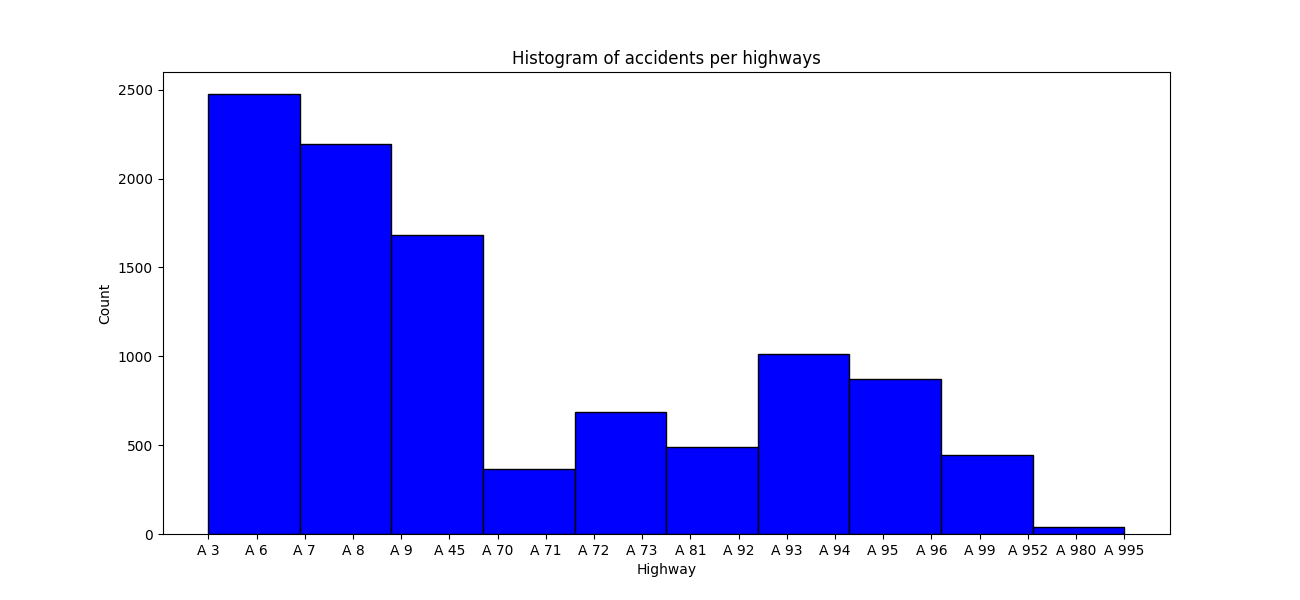 Histogram of accidents per highways
2500
2000
1500
1000
500
0
Count
A 3 A 6 A 7 A 8 A 9 A 45 A 70 A 71 A 72 A 73 A 81 A 92 A 93 A 94 A 95 A 96 A 99 A 952 A 980 A 995
Highway